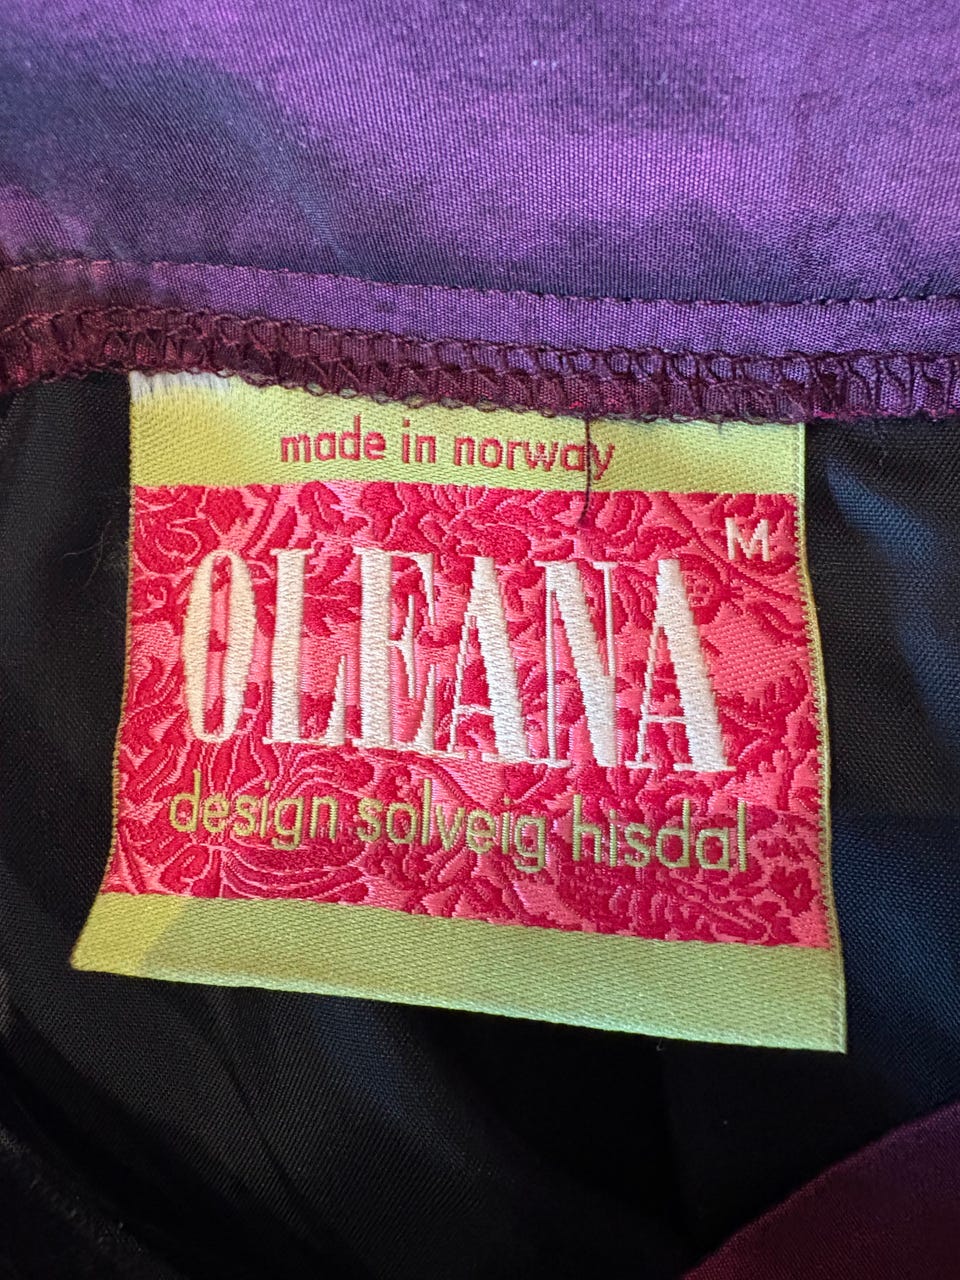 made in norway
M
OLEANA
design solveig hisdal